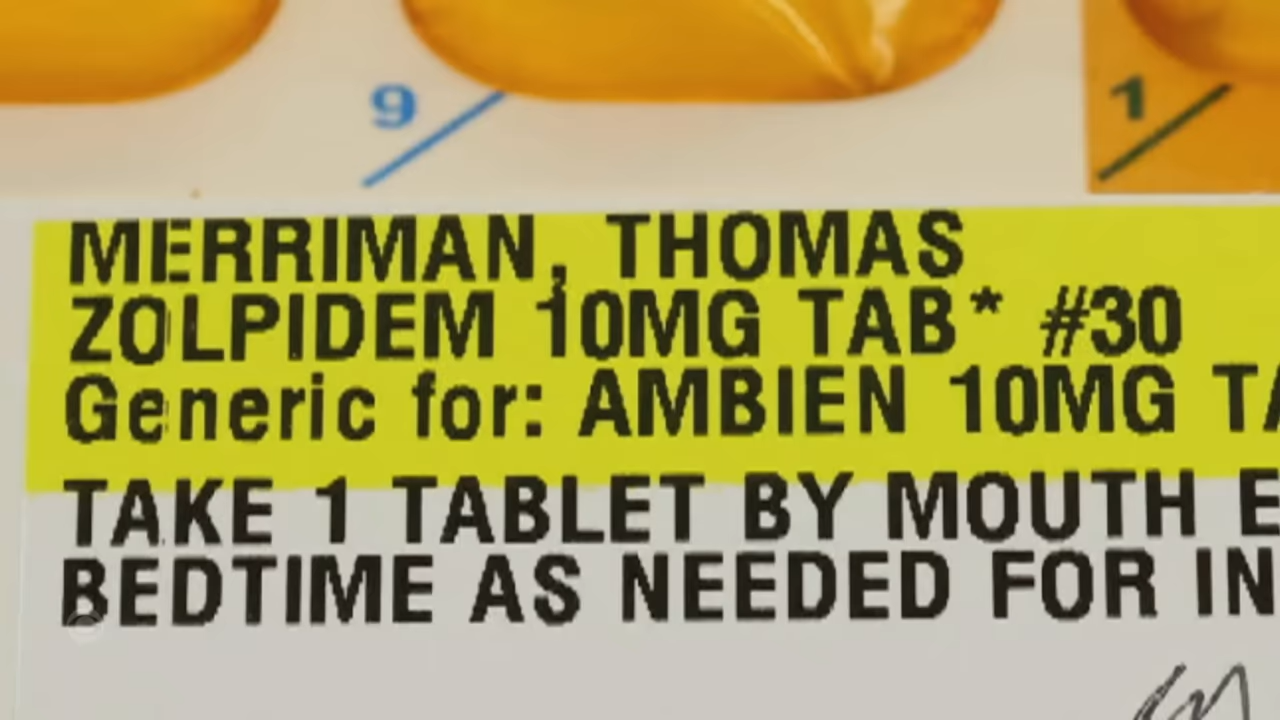 9
1
MERRIMAN, THOMAS
ZOLPIDEM 10MG TAB* #30
Generic for: AMBIEN 10MG
TAKE 1 TABLET BY MOUTH
BEDTIME AS NEEDED FOR